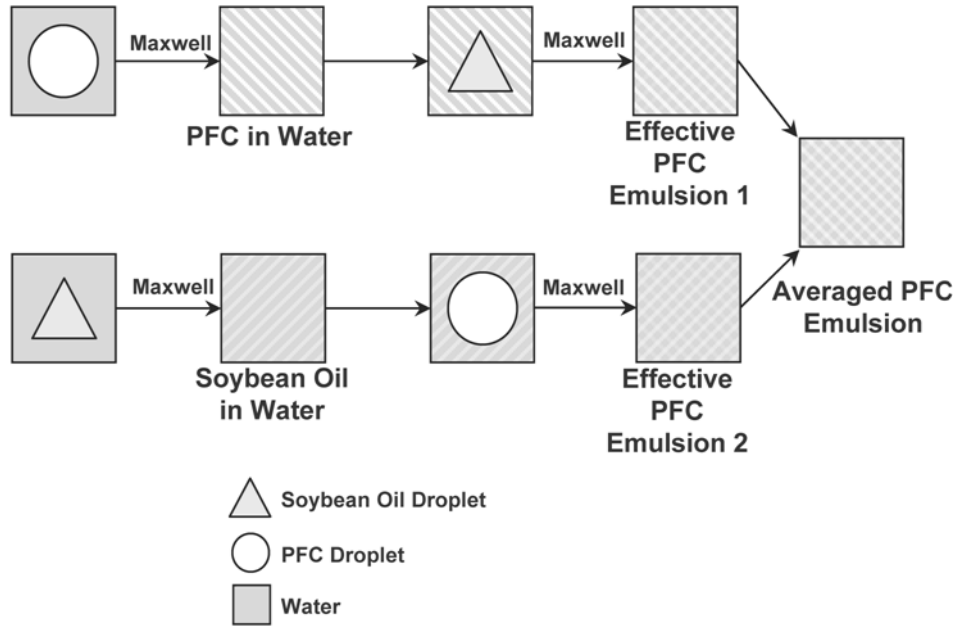 Maxwell
Maxwell
PFC in Water
Effective
PFC
Emulsion 1
Maxwell
Maxwell
Averaged PFC
Emulsion
Soybean Oil
in Water
Effective
PFC
Emulsion 2
Soybean Oil Droplet
PFC Droplet
Water